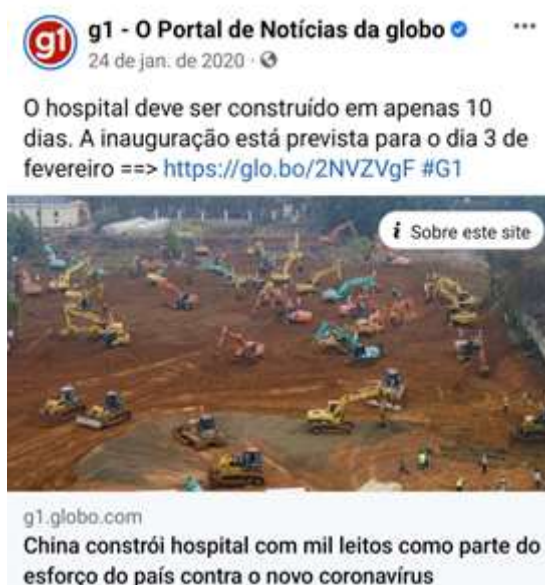 g1
g1 - O Portal de Notícias da globo
24 de jan. de 2020 ·
O hospital deve ser construído em apenas 10
dias. A inauguração está prevista para o dia 3 de
fevereiro ==> https://glo.bo/2NVZVgF #G1
i Sobre este site
g1.globo.com
China constrói hospital com mil leitos como parte do
esforço do país contra o novo coronavírus